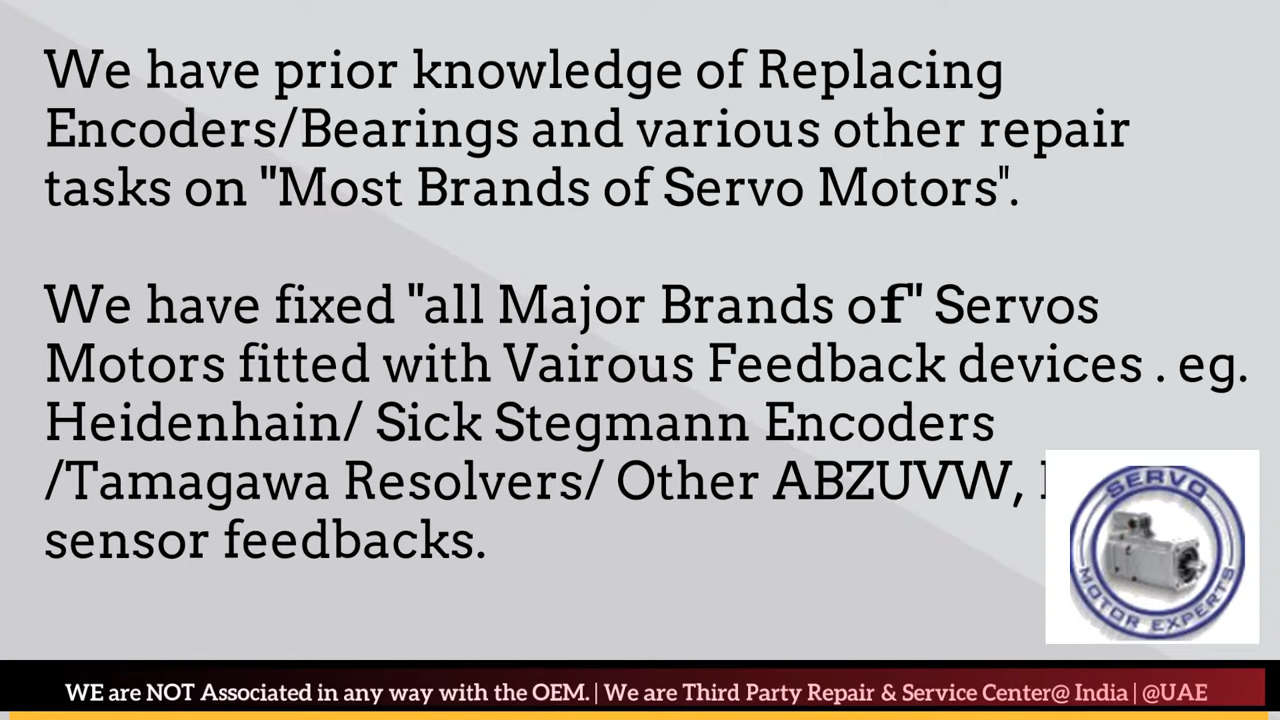 We have prior knowledge of Replacing
Encoders/Bearings and various other repair
tasks on "Most Brands of Servo Motors".
We have fixed "all Major Brands of" Servos
Motors fitted with Vairous Feedback devices . eg.
Heidenhain/ Sick Stegmann Encoders
/Tamagawa Resolvers/ Other ABZUVW,
sensor feedbacks.
SERVO
MOTOR EXPERTS
WE are NOT Associated in any way with the OEM. | We are Third Party Repair & Service Center@ India | @UAE